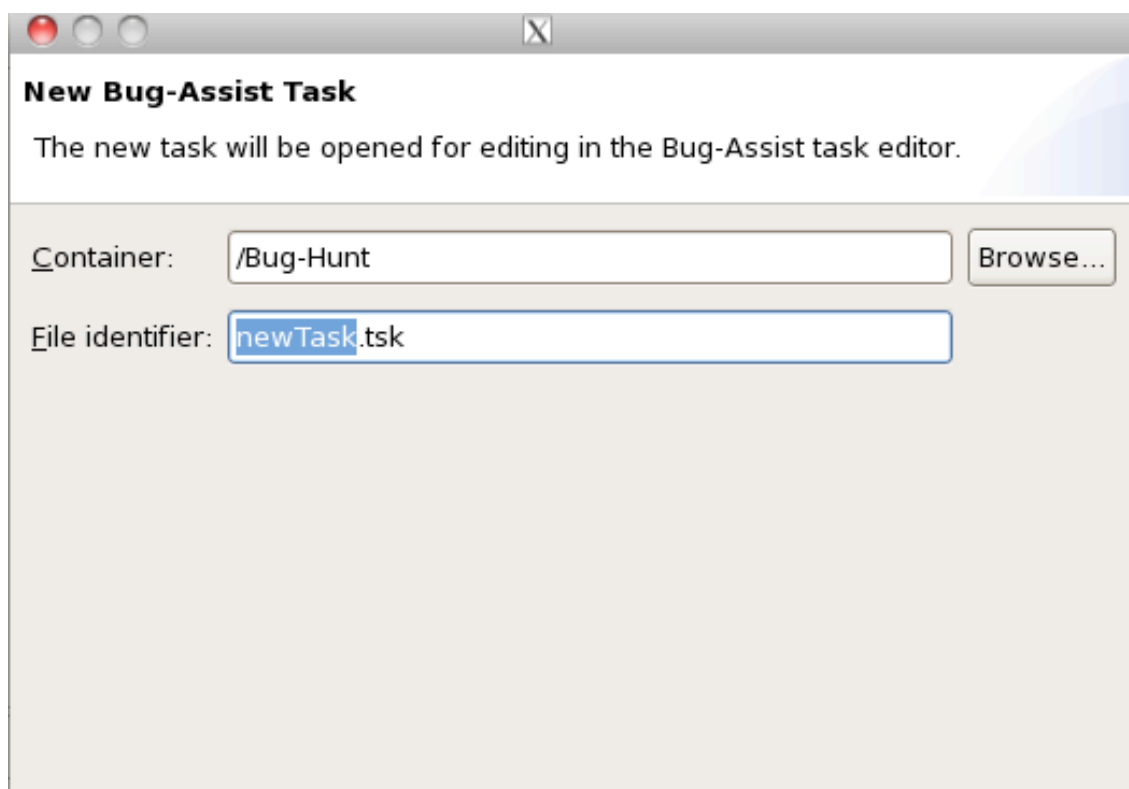 X
New Bug-Assist Task
The new task will be opened for editing in the Bug-Assist task editor.
Container: /Bug-Hunt Browse...
File identifier: newTask.tsk